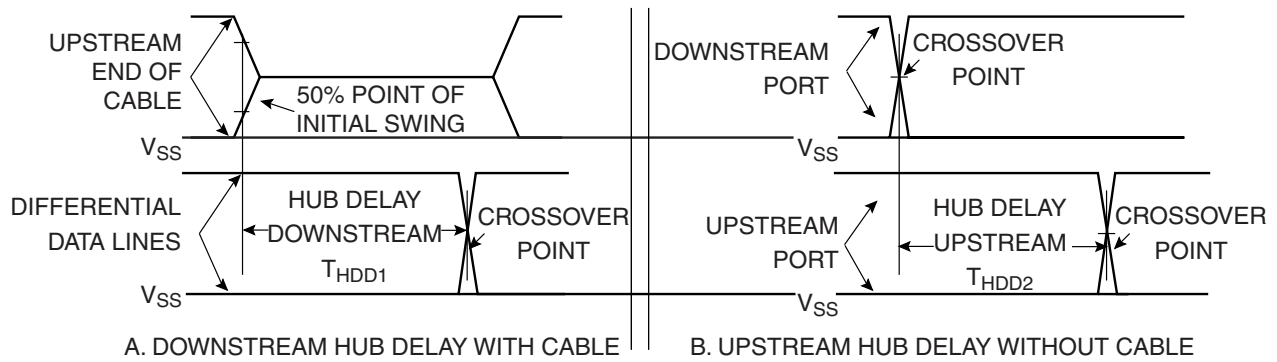 UPSTREAM
END OF
CABLE
50% POINT OF
INITIAL SWING
VSS
DIFFERENTIAL
DATA LINES
HUB DELAY
DOWNSTREAM
THDD1
CROSSOVER
POINT
VSS
A. DOWNSTREAM HUB DELAY WITH CABLE
DOWNSTREAM
PORT
CROSSOVER
POINT
VSS
UPSTREAM
PORT
HUB DELAY
UPSTREAM
THDD2
CROSSOVER
POINT
VSS
B. UPSTREAM HUB DELAY WITHOUT CABLE